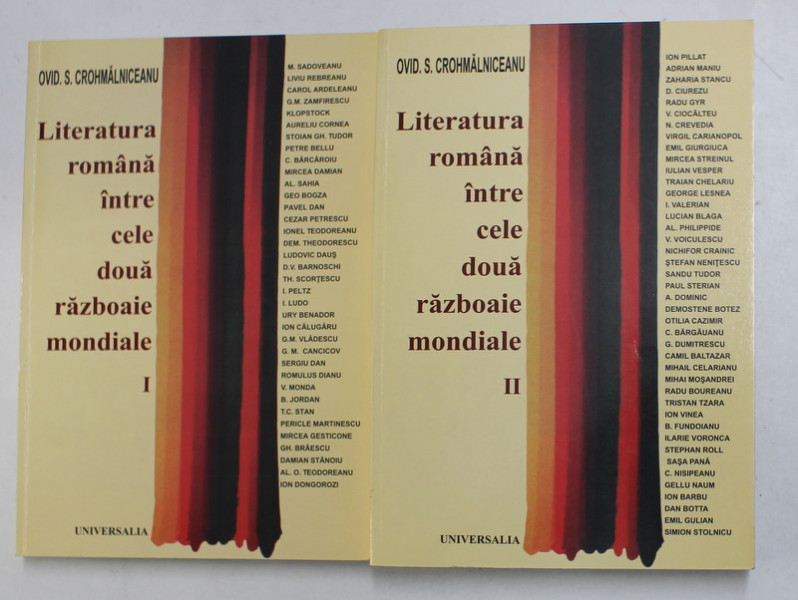 OVID. S. CROHMĂLNICEANU
Literatura
română
între
cele
două
războaie
mondiale
I
UNIVERSALIA
M. SADOVEANU
LIVIU REBREANU
CAROL ARDELEANU
G.M. ZAMFIRESCU
KLOPSTOCK
AURELIU CORNEA
STOIAN GH. TUDOR
PETRE BELLU
C. BĂRCĂROIU
MIRCEA DAMIAN
AL. SAHIA
GEO BOGZA
PAVEL DAN
CEZAR PETRESCU
IONEL TEODOREANU
DEM. THEODORESCU
LUDOVIC DAUȘ
D.V. BARNOSCHI
TH. SCORȚESCU
I. PELTZ
I. LUDO
URY BENADOR
ION CĂLUGĂRU
G.M. VLĂDESCU
G. M. CANCICOV
SERGIU DAN
ROMULUS DIANU
V. MONDA
B. JORDAN
T.C. STAN
PERICLE MARTINESCU
MIRCEA GESTICONE
GH. BRĂESCU
DAMIAN STĂNOIU
AL. O. TEODOREANU
ION DONGOROZI
OVID. S. CROHMĂLNICEANU
Literatura
română
între
cele
două
războaie
mondiale
II
UNIVERSALIA
ION PILLAT
ADRIAN MANIU
ZAHARIA STANCU
D. CIUREZU
RADU GYR
V. CIOCÂLTEU
N. CREVEDIA
VIRGIL CARIANOPOL
EMIL GIURGIUCA
MIRCEA STREINUL
IULIAN VESPER
TRAIAN CHELARIU
GEORGE LESNEA
I. VALERIAN
LUCIAN BLAGA
AL. PHILIPPIDE
V. VOICULESCU
NICHIFOR CRAINIC
ȘTEFAN NENIȚESCU
SANDU TUDOR
PAUL STERIAN
A. DOMINIC
DEMOSTENE BOTEZ
OTILIA CAZIMIR
C. BÂRGĂUANU
G. DUMITRESCU
CAMIL BALTAZAR
MIHAIL CELARIANU
MIHAI MOȘANDREI
RADU BOUREANU
TRISTAN TZARA
ION VINEA
B. FUNDOIANU
ILARIE VORONCA
STEPHAN ROLL
SAȘA PANĂ
C. NISIPEANU
GELLU NAUM
ION BARBU
DAN BOTTA
EMIL GULIAN
SIMION STOLNICU